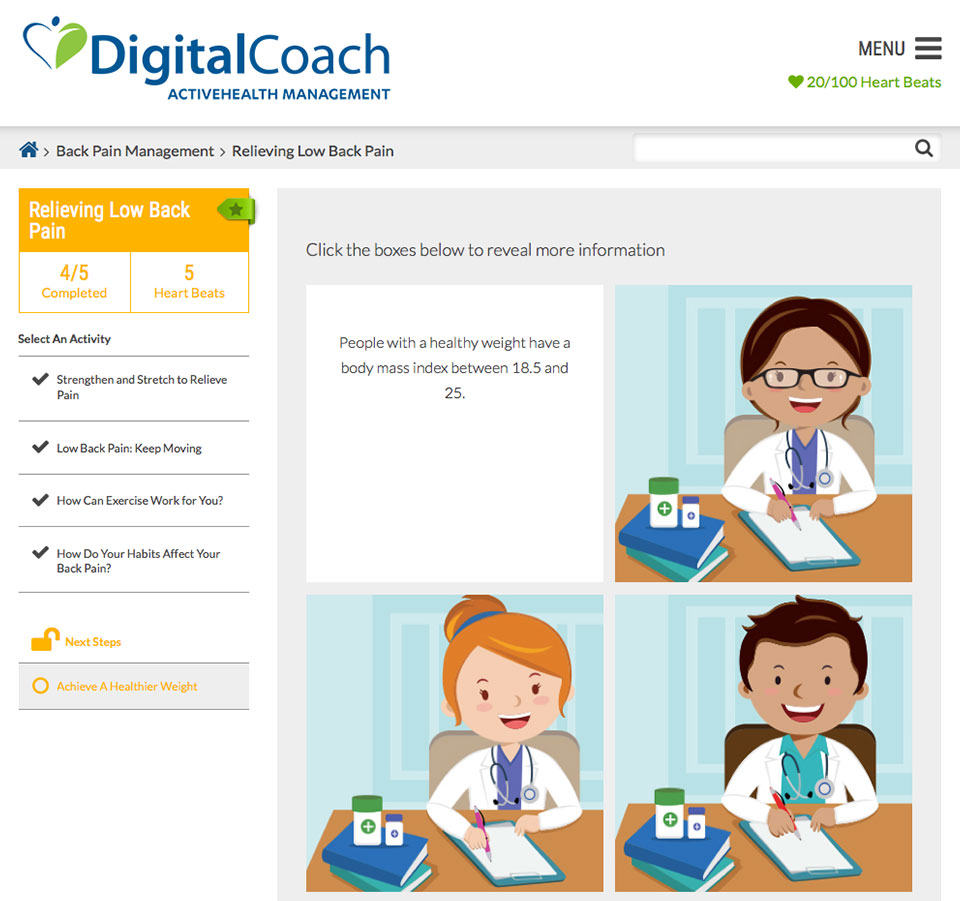 DigitalCoach
ACTIVEHEALTH MANAGEMENT
MENU
20/100 Heart Beats
> Back Pain Management > Relieving Low Back Pain
Relieving Low Back
Pain
4/5
Completed
5
Heart Beats
Select An Activity
Strengthen and Stretch to Relieve
Pain
Low Back Pain: Keep Moving
How Can Exercise Work for You?
How Do Your Habits Affect Your
Back Pain?
Next Steps
Achieve A Healthier Weight
Click the boxes below to reveal more information
People with a healthy weight have a
body mass index between 18.5 and
25.